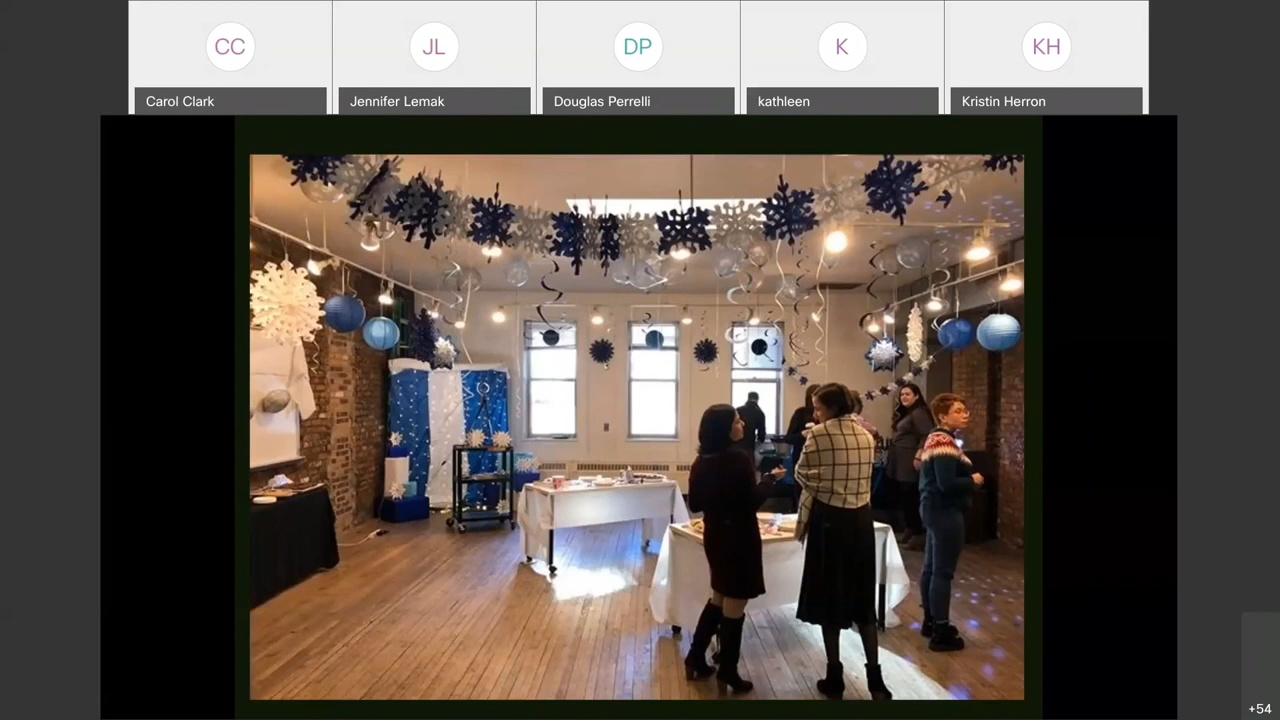 CC
JL
DP
K
KH
Carol Clark
Jennifer Lemak
Douglas Perrelli
kathleen
Kristin Herron
+54